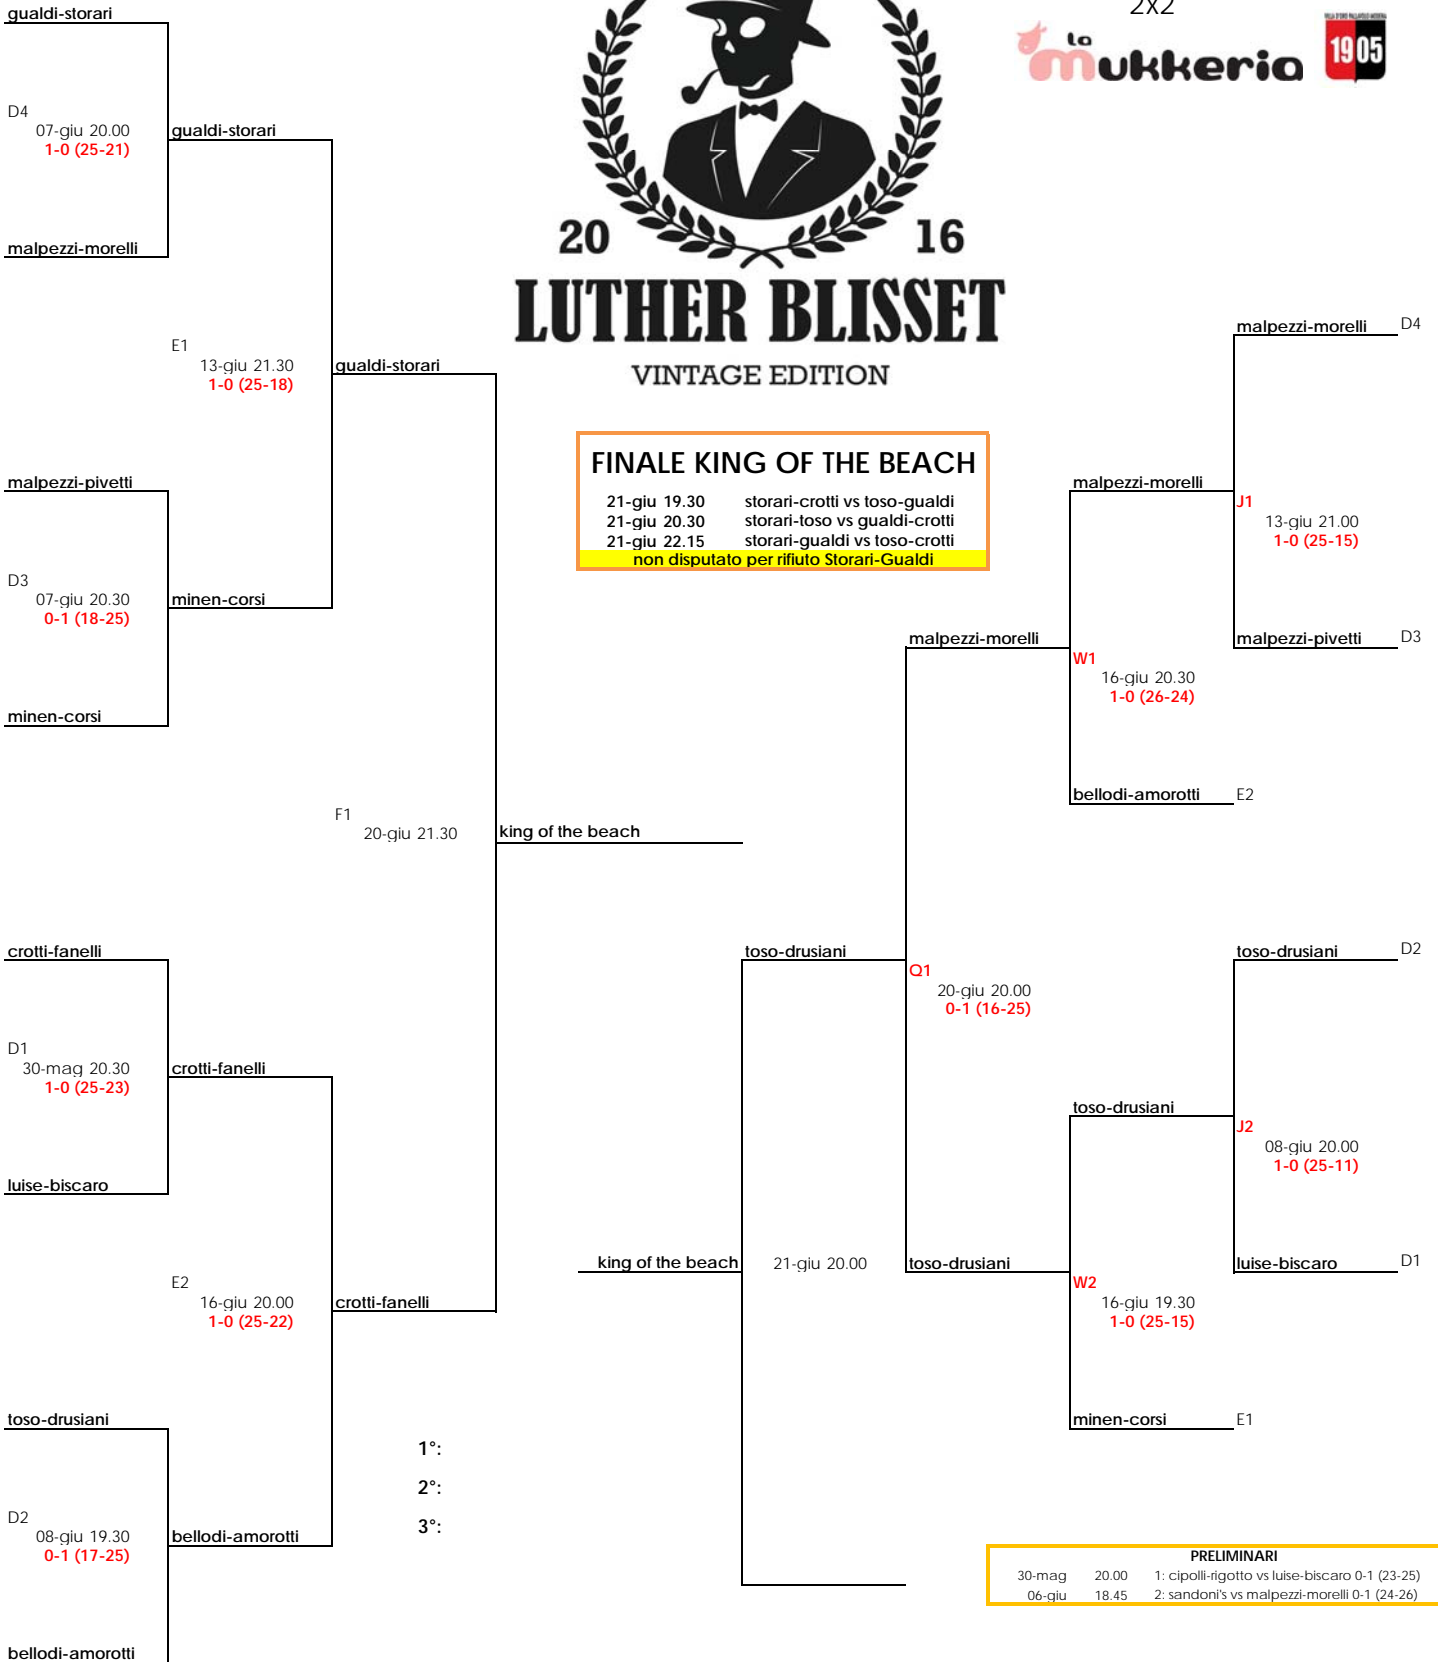 gualdi-storari
2x2
la
mukkeria
VILLA D'ORO PALLAVOLO MODENA
1905
D4
07-giu 20.00
1-0 (25-21)
gualdi-storari
malpezzi-morelli
20 16
LUTHER BLISSET
VINTAGE EDITION
E1
13-giu 21.30
1-0 (25-18)
gualdi-storari
malpezzi-pivetti
D3
07-giu 20.30
0-1 (18-25)
minen-corsi
minen-corsi
FINALE KING OF THE BEACH
21-giu 19.30 storari-crotti vs toso-gualdi
21-giu 20.30 storari-toso vs gualdi-crotti
21-giu 22.15 storari-gualdi vs toso-crotti
non disputato per rifiuto Storari-Gualdi
malpezzi-morelli D4
malpezzi-morelli
J1
13-giu 21.00
1-0 (25-15)
malpezzi-morelli
malpezzi-pivetti D3
W1
16-giu 20.30
1-0 (26-24)
bellodi-amorotti E2
F1
20-giu 21.30
king of the beach
crotti-fanelli
D1
30-mag 20.30
1-0 (25-23)
crotti-fanelli
luise-biscaro
E2
16-giu 20.00
1-0 (25-22)
crotti-fanelli
toso-drusiani
D2
08-giu 19.30
0-1 (17-25)
bellodi-amorotti
bellodi-amorotti
toso-drusiani
Q1
20-giu 20.00
0-1 (16-25)
toso-drusiani D2
toso-drusiani
J2
08-giu 20.00
1-0 (25-11)
king of the beach
21-giu 20.00
toso-drusiani
luise-biscaro D1
W2
16-giu 19.30
1-0 (25-15)
minen-corsi E1
1°:
2°:
3°:
PRELIMINARI
30-mag 20.00 1: cipolli-rigotto vs luise-biscaro 0-1 (23-25)
06-giu 18.45 2: sandoni's vs malpezzi-morelli 0-1 (24-26)